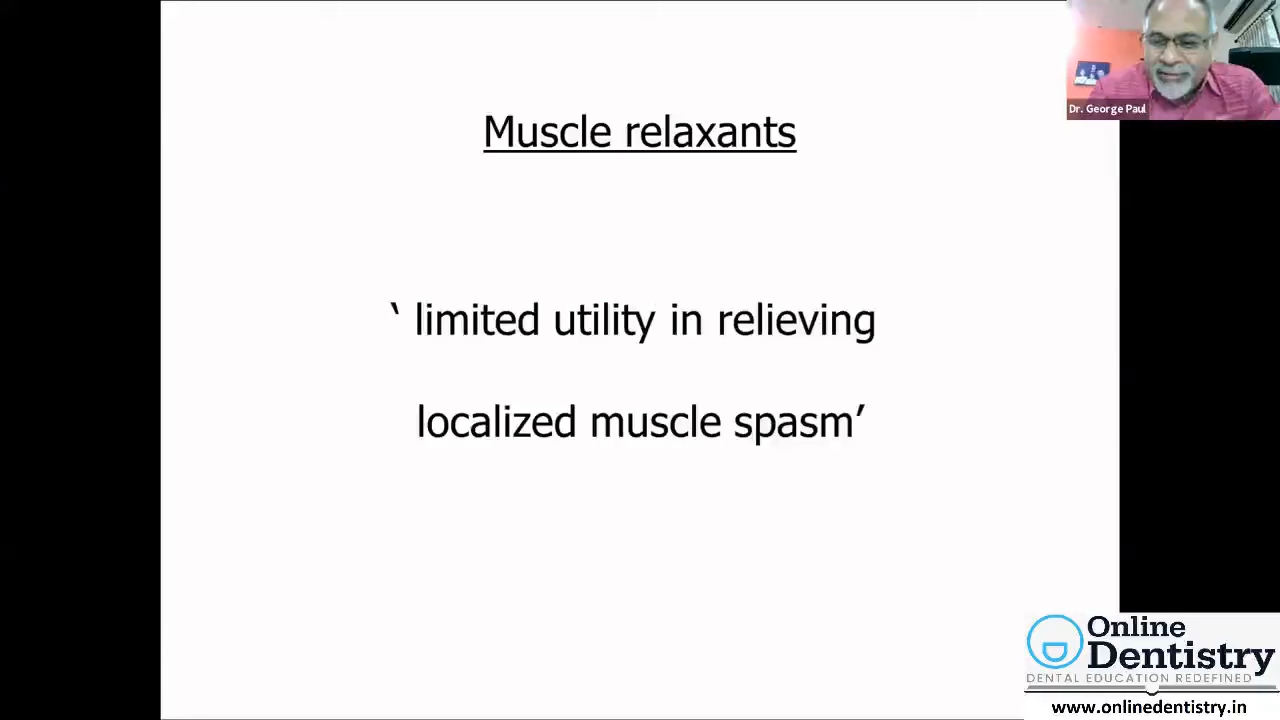 Muscle relaxants
Dr. George Paul
‘ limited utility in relieving
localized muscle spasm’
Online
Dentistry
DENTAL EDUCATION REDEFINED
www.onlinedentistry.in